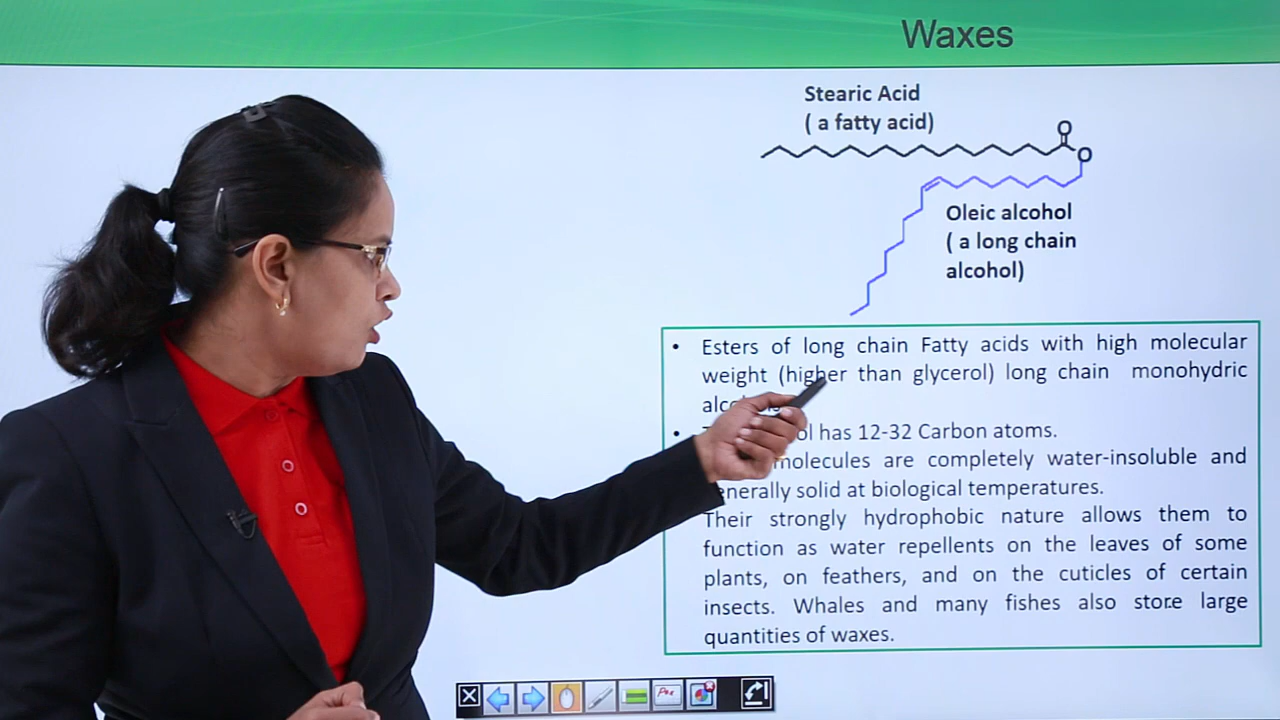 Waxes
Stearic Acid
( a fatty acid)
O
O
Oleic alcohol
( a long chain
alcohol)
• Esters of long chain Fatty acids with high molecular
weight (higher than glycerol) long chain monohydric
• has 12-32 Carbon atoms.
molecules are completely water-insoluble and
generally solid at biological temperatures.
Their strongly hydrophobic nature allows them to
function as water repellents on the leaves of some
plants, on feathers, and on the cuticles of certain
insects. Whales and many fishes also store large
quantities of waxes.